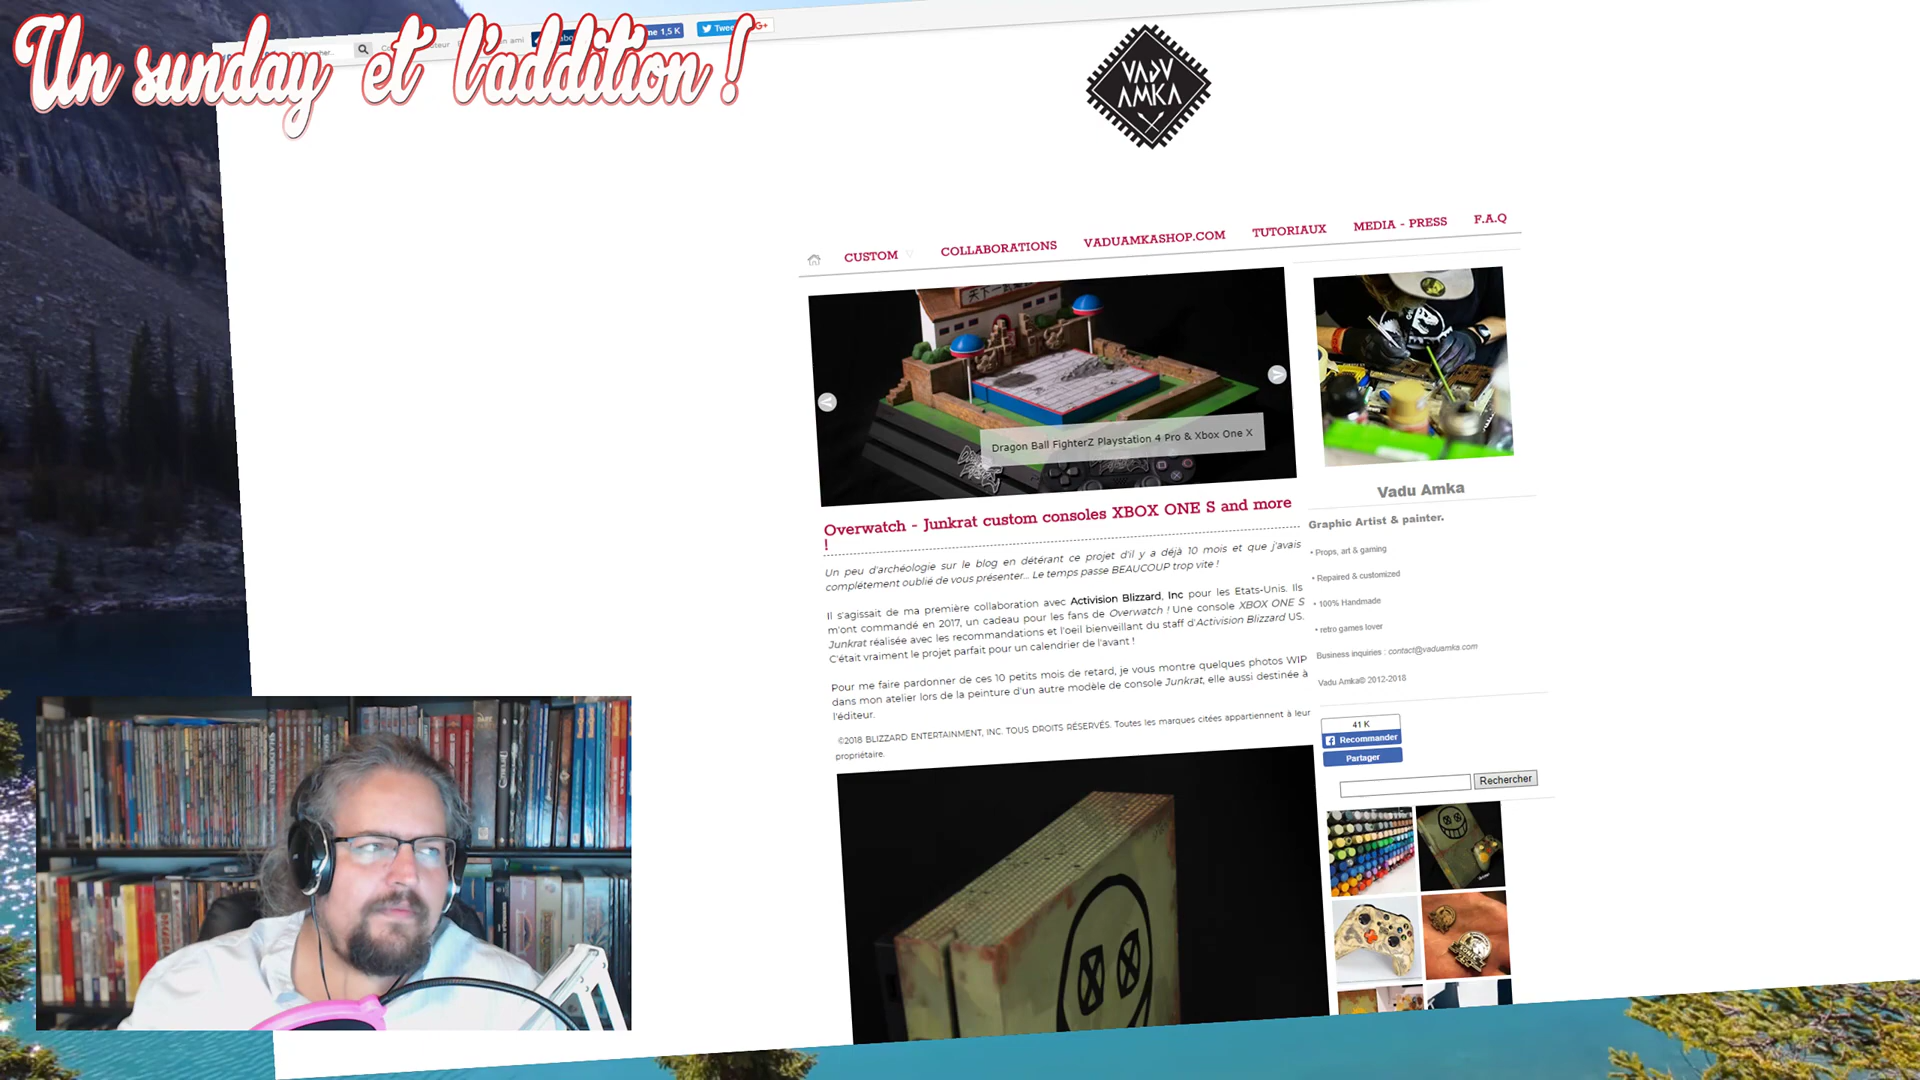 Un sunday et l'addition !
VADU
AMKA
CUSTOM V
COLLABORATIONS
VADUAMKASHOP.COM
TUTORIAUX
MEDIA - PRESS
F.A.Q
Dragon Ball FighterZ Playstation 4 Pro & Xbox One X
Overwatch - Junkrat custom consoles XBOX ONE S and more
!
Un peu d'archéologie sur le blog en détérant ce projet d'il y a déjà 10 mois et que j'avais
complétement oublié de vous présenter... Le temps passe BEAUCOUP trop vite !
Il s'agissait de ma première collaboration avec Activision Blizzard, Inc pour les Etats-Unis. Ils
m'ont commandé en 2017, un cadeau pour les fans de Overwatch ! Une console XBOX ONE S
Junkrat réalisée avec les recommandations et l'oeil bienveillant du staff d'Activision Blizzard US.
C'était vraiment le projet parfait pour un calendrier de l'avant !
Pour me faire pardonner de ces 10 petits mois de retard, je vous montre quelques photos WIP
dans mon atelier lors de la peinture d'un autre modèle de console Junkrat, elle aussi destinée à
l'éditeur.
©2018 BLIZZARD ENTERTAINMENT, INC. TOUS DROITS RÉSERVÉS. Toutes les marques citées appartiennent à leur
propriétaire.
Vadu Amka
Graphic Artist & painter.
• Props, art & gaming
• Repaired & customized
• 100% Handmade
• retro games lover
Business inquiries : contact@vaduamka.com
Vadu Amka© 2012-2018
41 K
Recommander
Partager
Rechercher